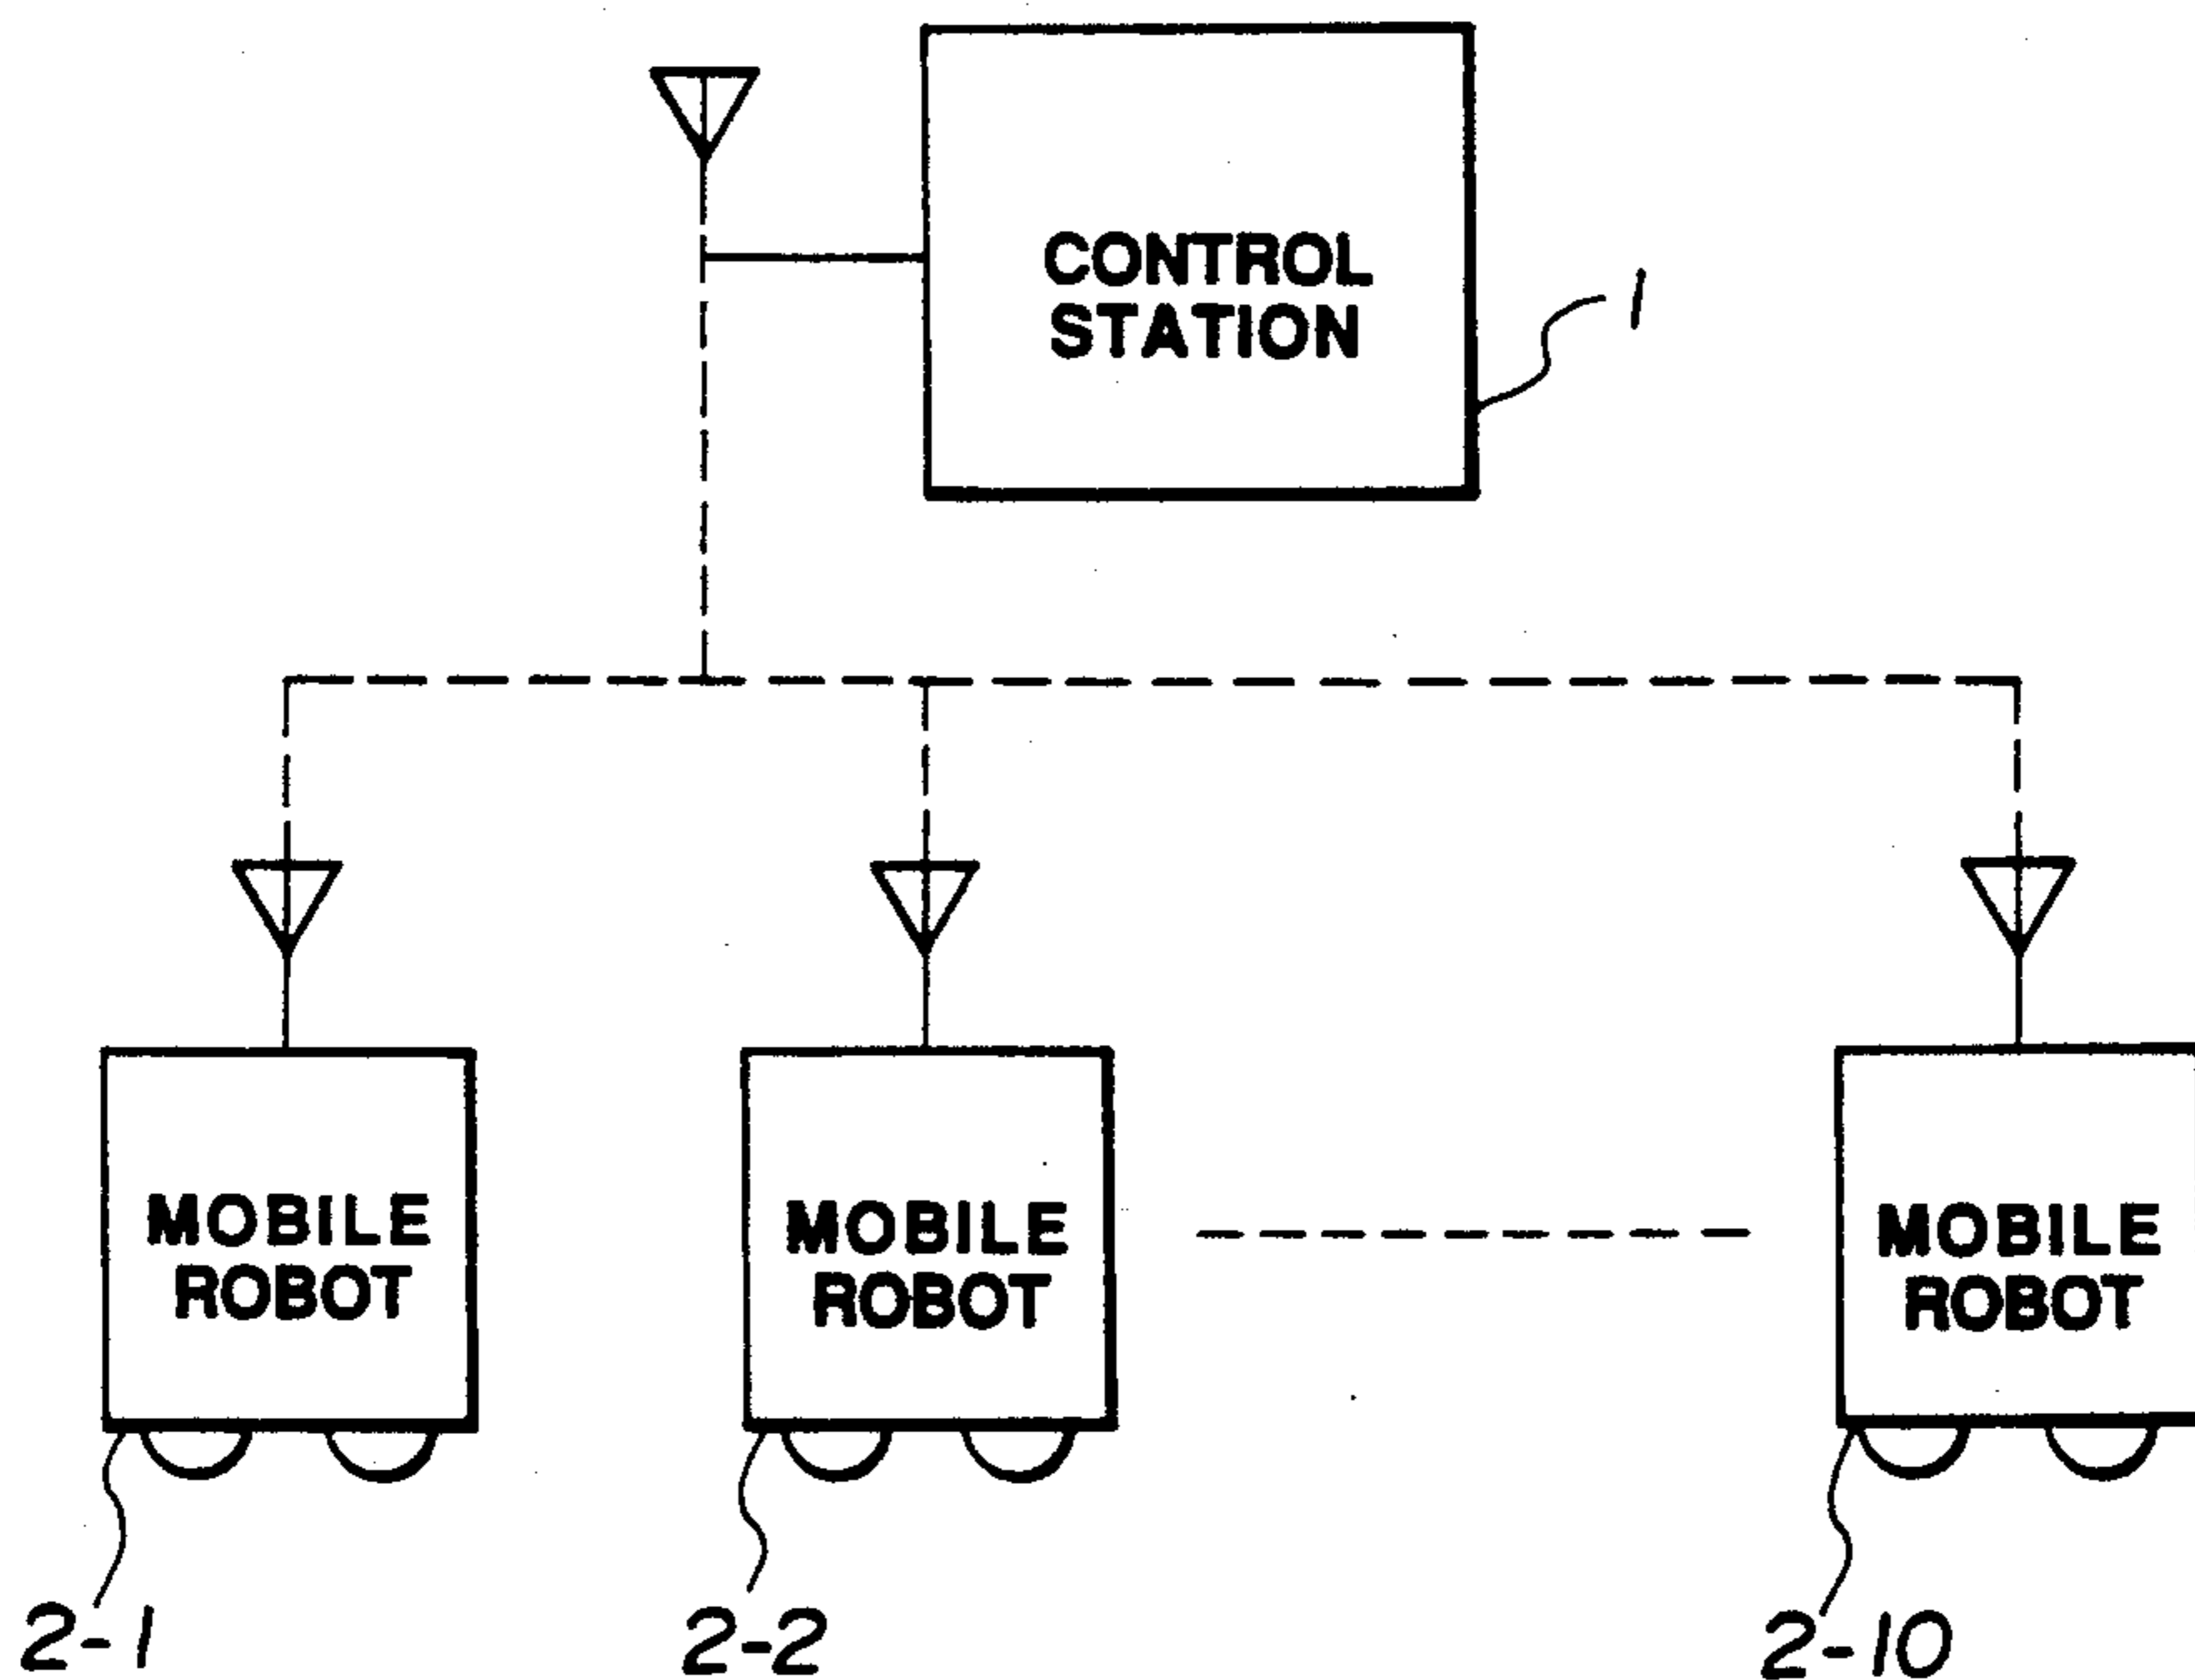 CONTROL
STATION
1
MOBILE
ROBOT
MOBILE
ROBOT
MOBILE
ROBOT
2-1
2-2
2-10